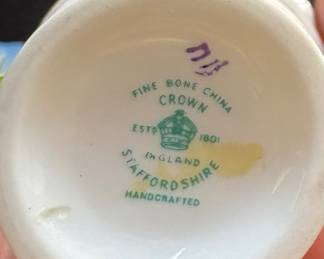 FINE BONE CHINA
CROWN
ESTD 1801
ENGLAND
STAFFORDSHIRE
HANDCRAFTED